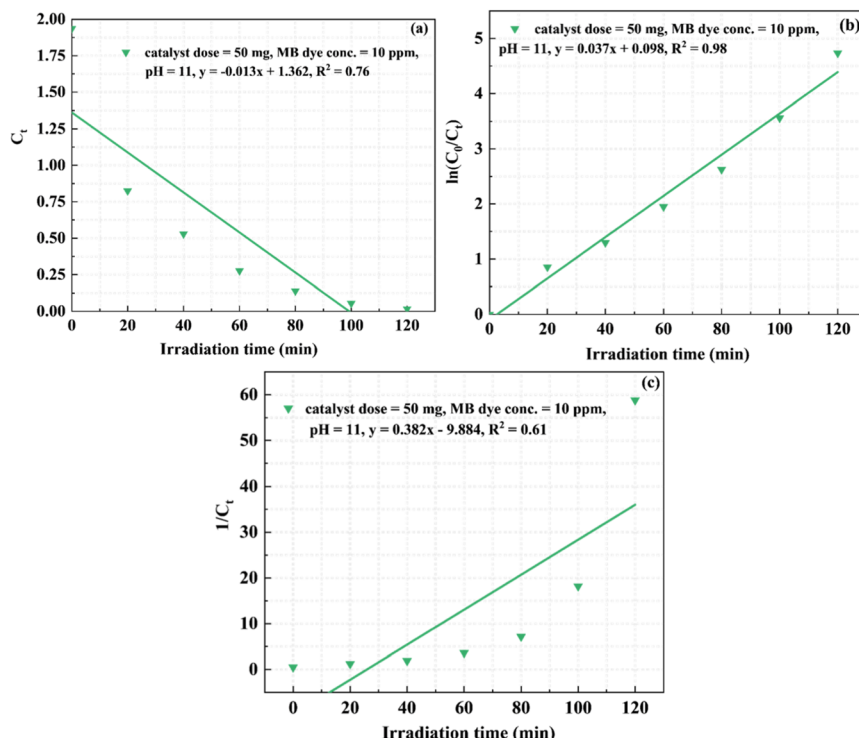 (a)
catalyst dose = 50 mg, MB dye conc. = 10 ppm,
pH = 11, y = -0.013x + 1.362, R² = 0.76
2.00
1.75
1.50
1.25
1.00
0.75
0.50
0.25
0.00
Cₜ
0 20 40 60 80 100 120
Irradiation time (min)
(b)
catalyst dose = 50 mg, MB dye conc. = 10 ppm,
pH = 11, y = 0.037x + 0.098, R² = 0.98
5
4
3
2
1
0
ln(C₀/Cₜ)
0 20 40 60 80 100 120
Irradiation time (min)
(c)
catalyst dose = 50 mg, MB dye conc. = 10 ppm,
pH = 11, y = 0.382x - 9.884, R² = 0.61
60
50
40
30
20
10
0
1/Cₜ
0 20 40 60 80 100 120
Irradiation time (min)